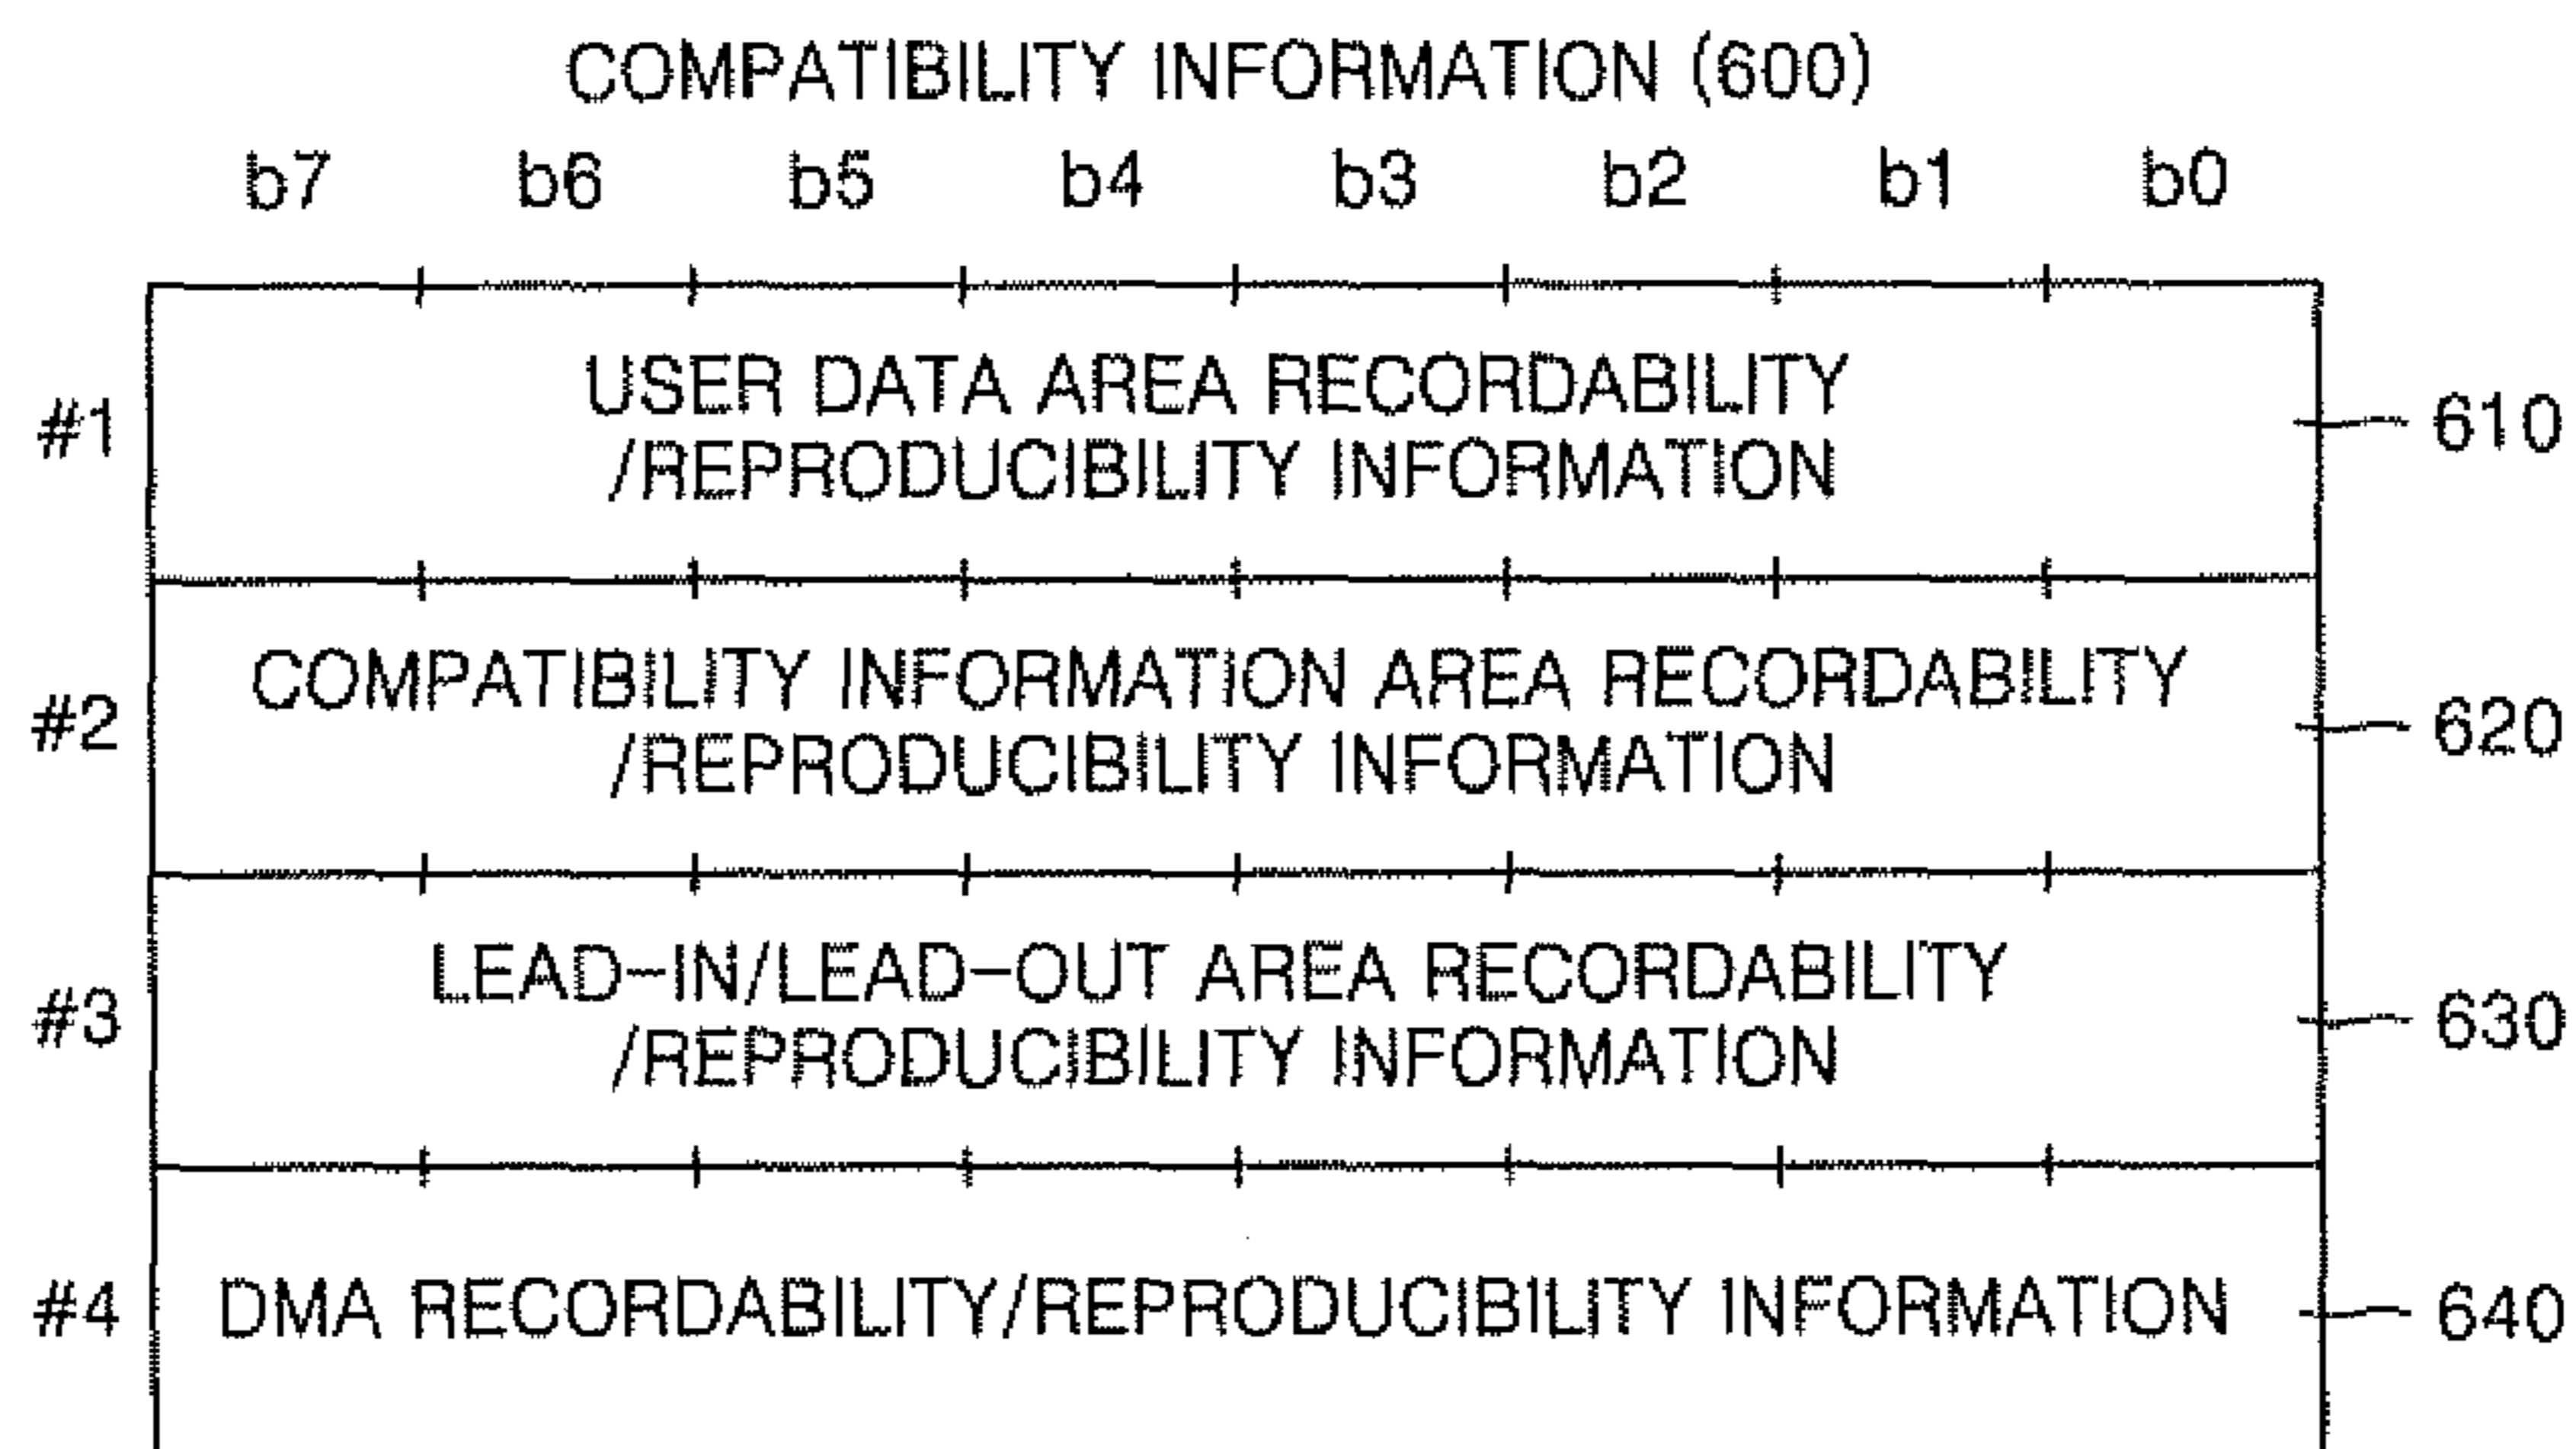 COMPATIBILITY INFORMATION (600)
b7 b6 b5 b4 b3 b2 b1 b0
USER DATA AREA RECORDABILITY
#1 610
/REPRODUCIBILITY INFORMATION
COMPATIBILITY INFORMATION AREA RECORDABILITY
#2 620
/REPRODUCIBILITY INFORMATION
LEAD-IN/LEAD-OUT AREA RECORDABILITY
#3 630
/REPRODUCIBILITY INFORMATION
#4 DMA RECORDABILITY/REPRODUCIBILITY INFORMATION 640